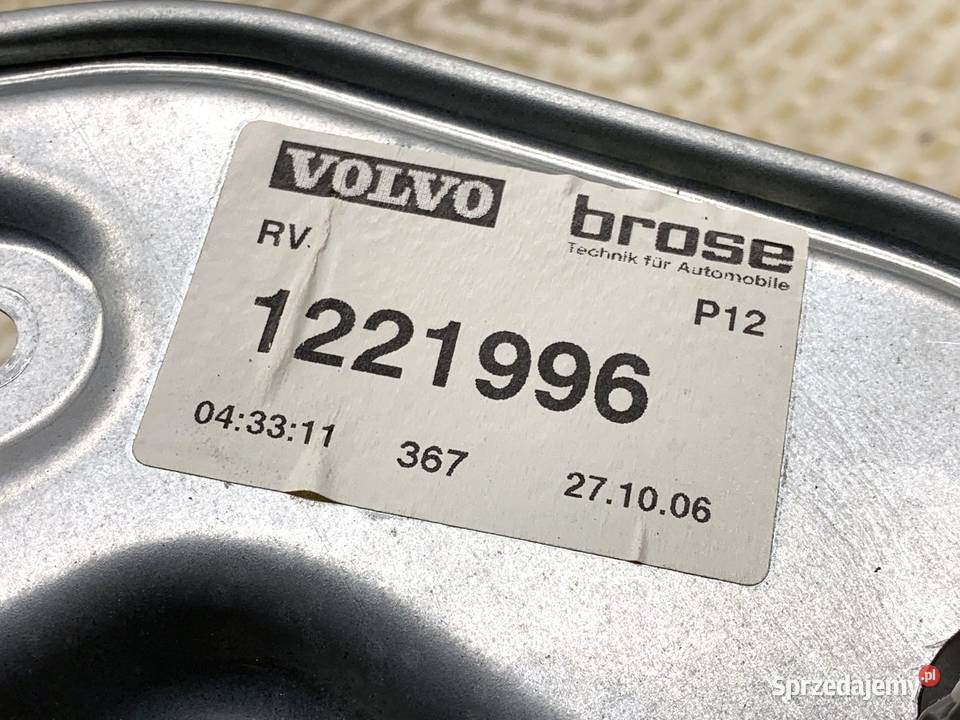 VOLVO
brose
Technik für Automobile
RV.
P12
1221996
04:33:11 367 27.10.06
Sprzedajemy.pl